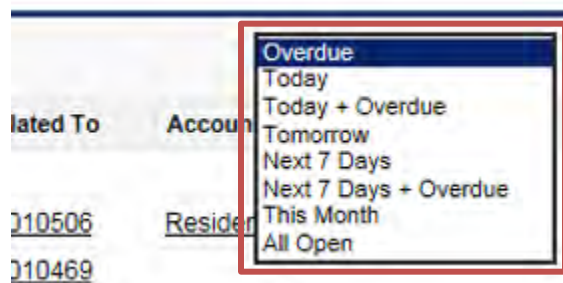 Overdue
Today
Today + Overdue
lated To Accoun Tomorrow
Next 7 Days
Next 7 Days + Overdue
010506 Residen This Month
All Open
010469